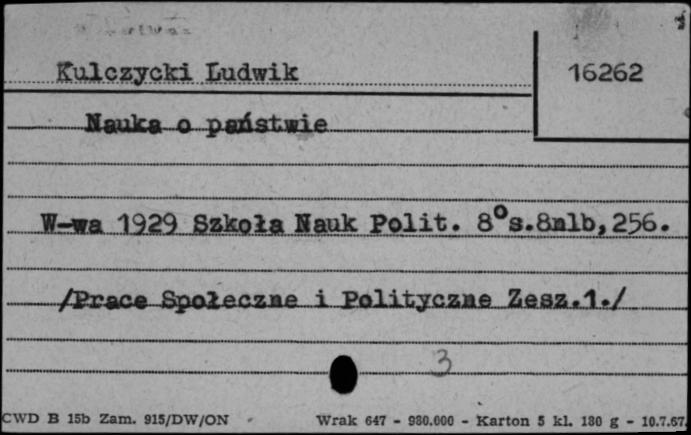 Kulczycki Ludwik
16262
Nauka o państwie
W-wa 1929 Szkoła Nauk Polit. 8° s.8nlb,256.
/Prace Społeczne i Polityczne Zesz.1./
3
CWD B 15b Zam. 915/DW/ON Wrak 647 - 980.000 - Karton 5 kl. 180 g - 10.7.67.